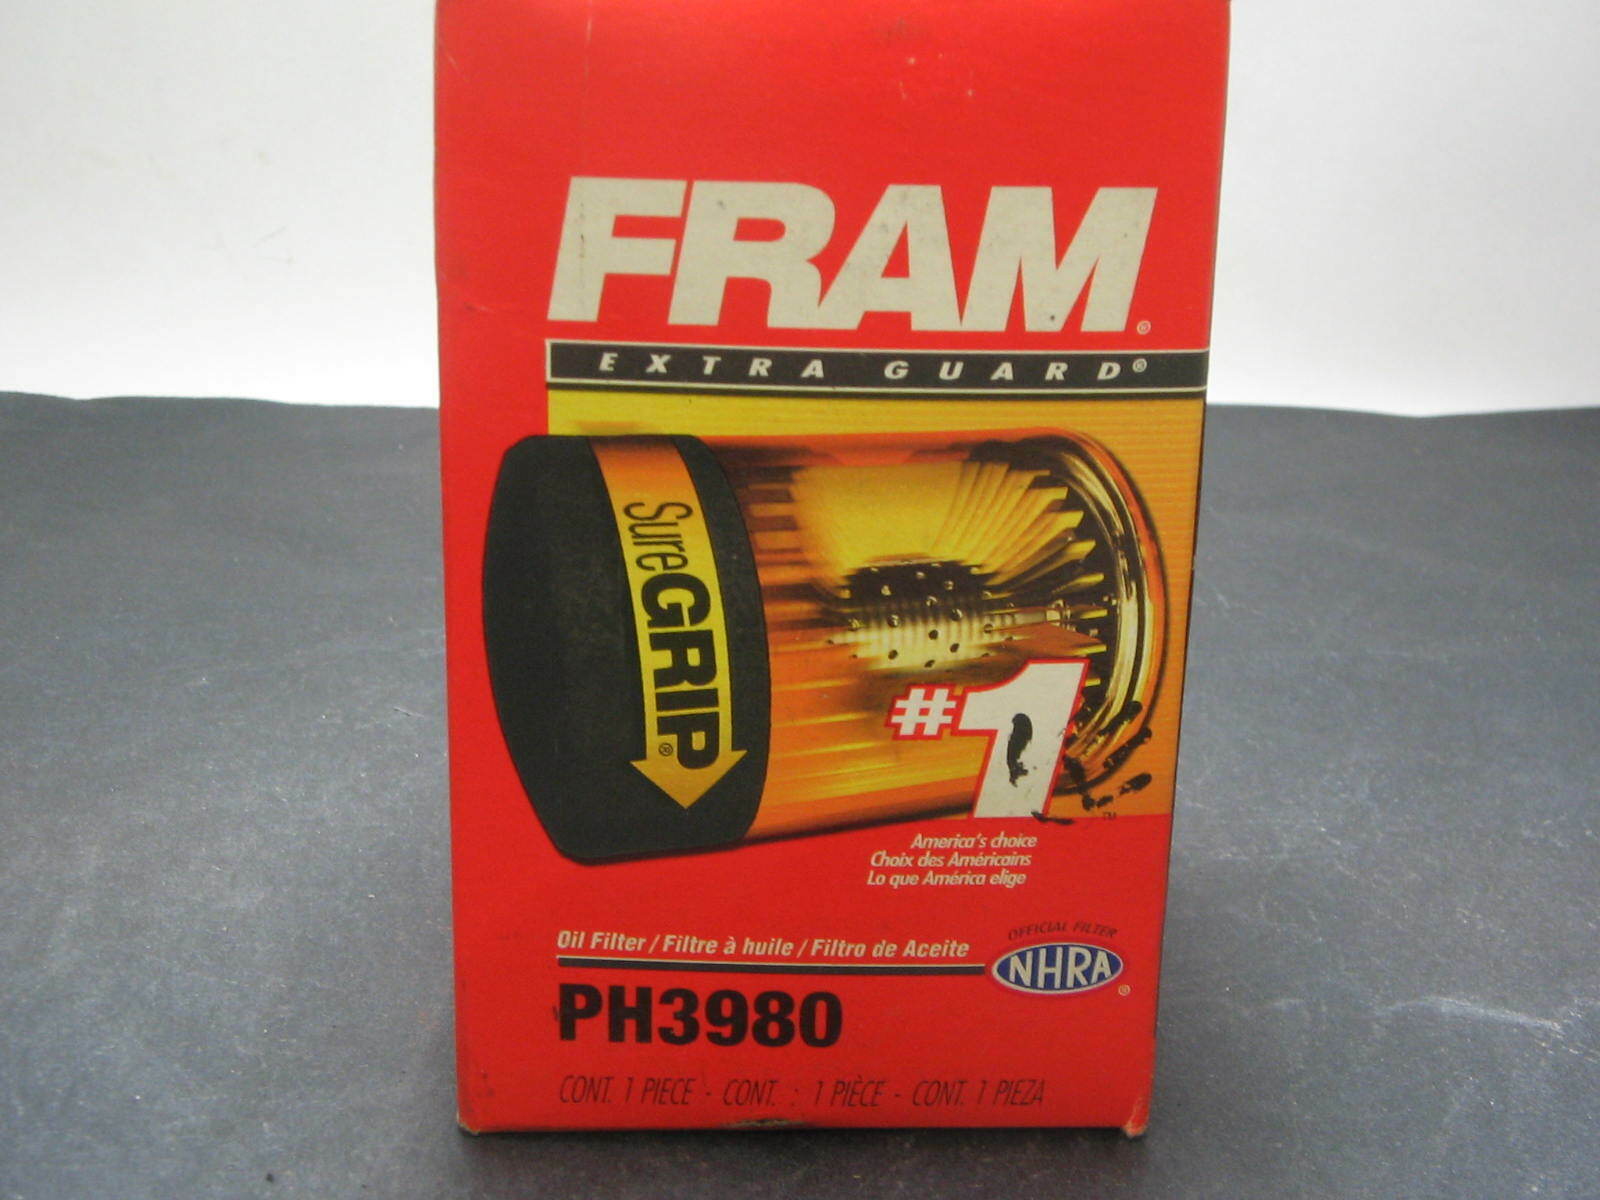 FRAM®
EXTRA GUARD®
SureGRIP®
#1™
America's choice
Choix des Américains
Lo que América elige
OFFICIAL FILTER
NHRA®
Oil Filter / Filtre à huile / Filtro de Aceite
PH3980
CONT. 1 PIECE - CONT. : 1 PIÈCE - CONT. 1 PIEZA